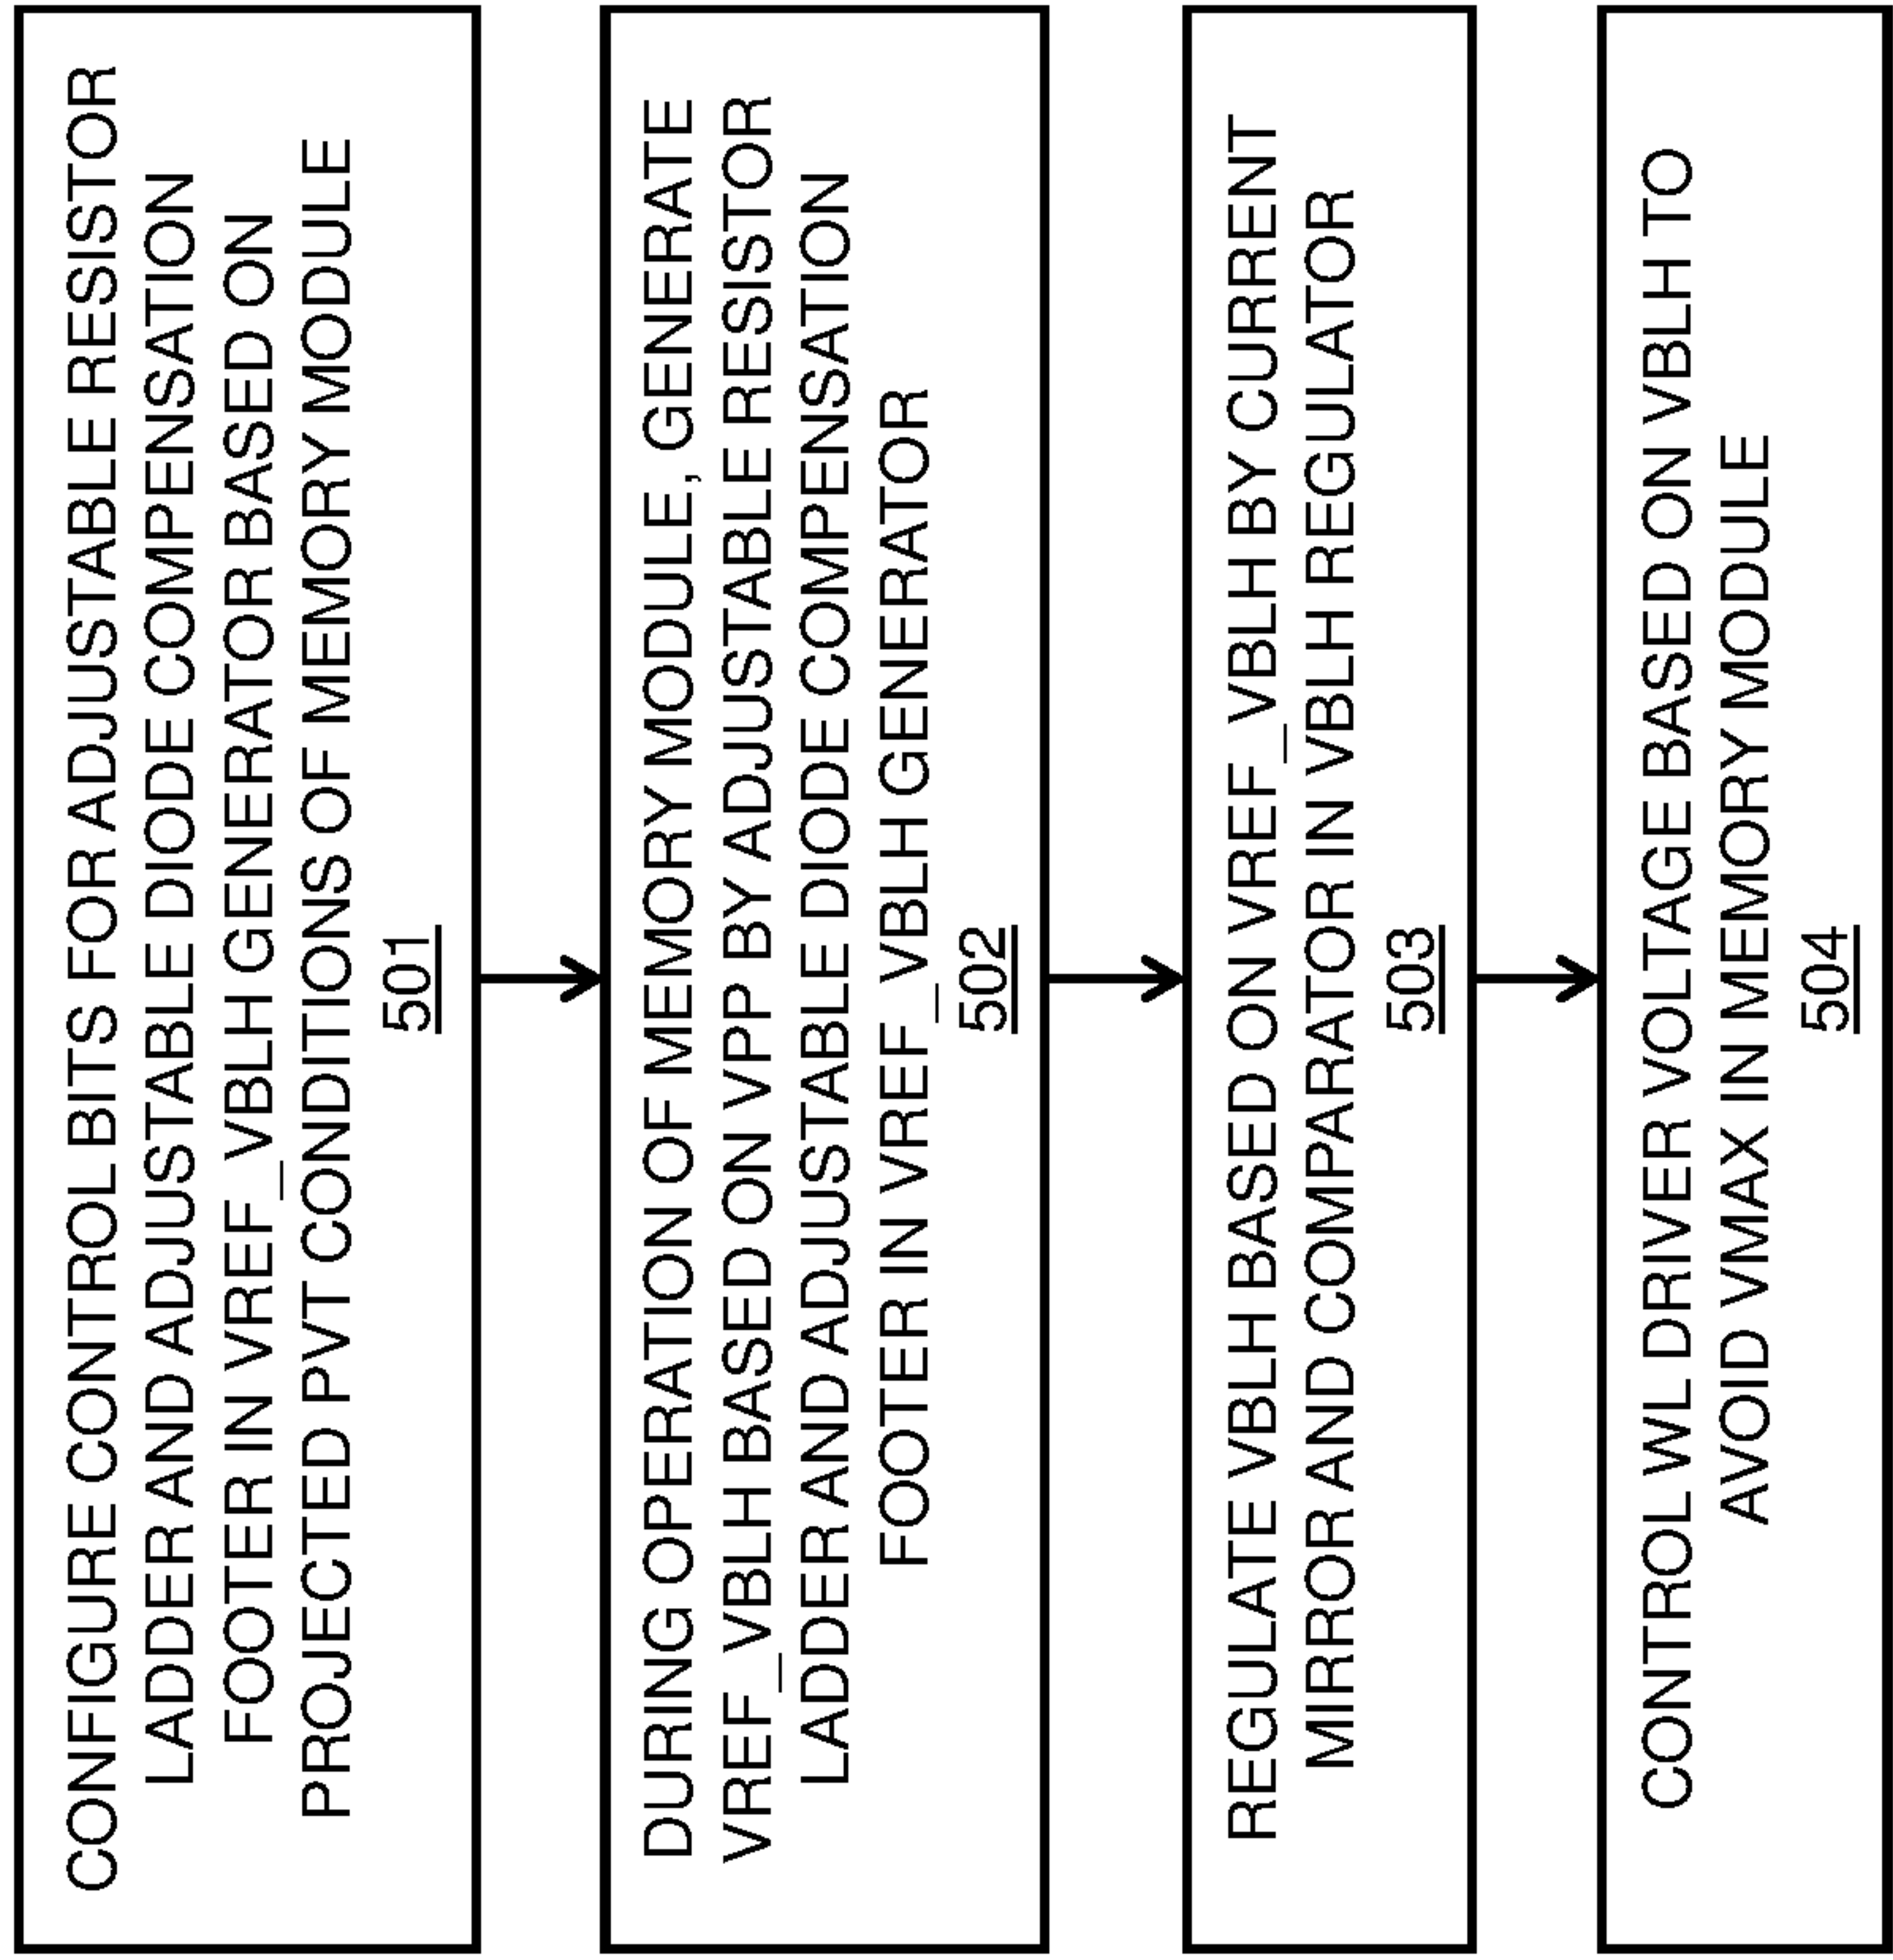 CONFIGURE CONTROL BITS FOR ADJUSTABLE RESISTOR
LADDER AND ADJUSTABLE DIODE COMPENSATION
FOOTER IN VREF_VBLH GENERATOR BASED ON
PROJECTED PVT CONDITIONS OF MEMORY MODULE
501
DURING OPERATION OF MEMORY MODULE, GENERATE
VREF_VBLH BASED ON VPP BY ADJUSTABLE RESISTOR
LADDER AND ADJUSTABLE DIODE COMPENSATION
FOOTER IN VREF_VBLH GENERATOR
502
REGULATE VBLH BASED ON VREF_VBLH BY CURRENT
MIRROR AND COMPARATOR IN VBLH REGULATOR
503
CONTROL WL DRIVER VOLTAGE BASED ON VBLH TO
AVOID VMAX IN MEMORY MODULE
504